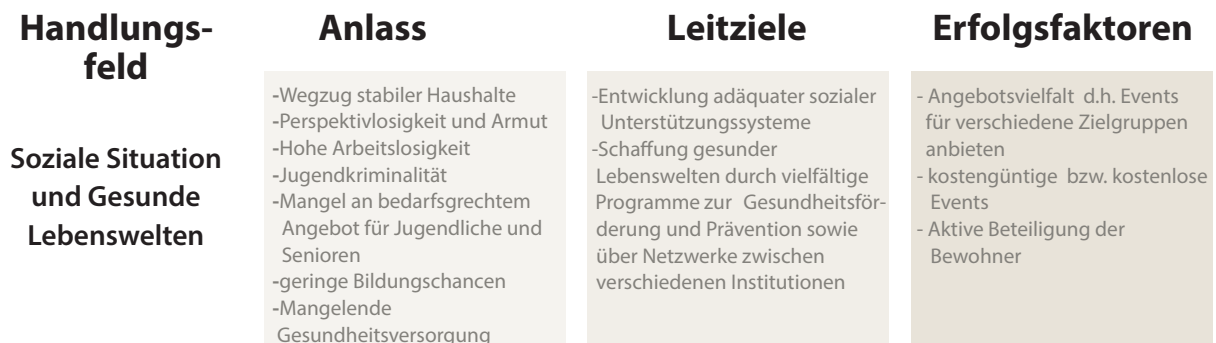 Handlungs-
feld
Soziale Situation
und Gesunde
Lebenswelten
Anlass
-Wegzug stabiler Haushalte
-Perspektivlosigkeit und Armut
-Hohe Arbeitslosigkeit
-Jugendkriminalität
-Mangel an bedarfsgrechtem
Angebot für Jugendliche und
Senioren
-geringe Bildungschancen
-Mangelende
Gesundheitsversorgung
Leitziele
-Entwicklung adäquater sozialer
Unterstützungssysteme
-Schaffung gesunder
Lebenswelten durch vielfältige
Programme zur Gesundheitsför-
derung und Prävention sowie
über Netzwerke zwischen
verschiedenen Institutionen
Erfolgsfaktoren
- Angebotsvielfalt d.h. Events
für verschiedene Zielgruppen
anbieten
- kostengüntige bzw. kostenlose
Events
- Aktive Beteiligung der
Bewohner